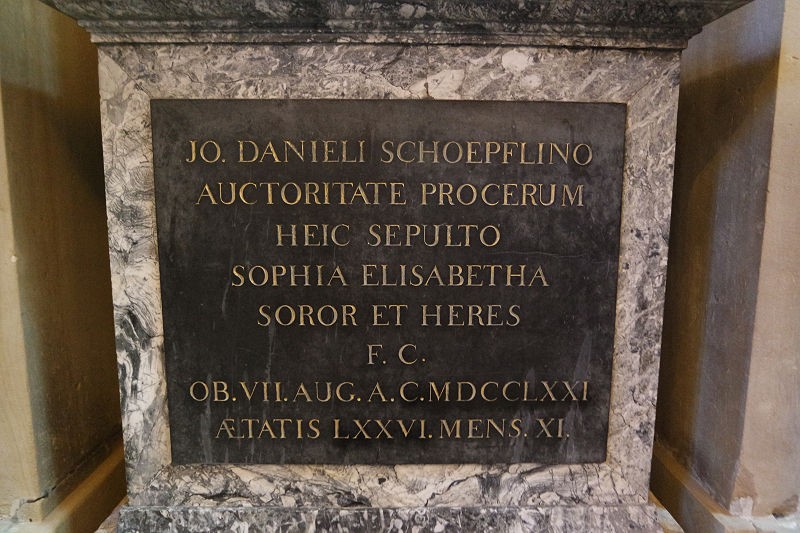 JO. DANIELI SCHOEPFLINO
AUCTORITATE PROCERUM
HEIC SEPULTO
SOPHIA ELISABETHA
SOROR ET HERES
F. C.
OB.VII.AUG.A.C.MDCCLXXI
ÆTATIS LXXVI.MENS.XI.